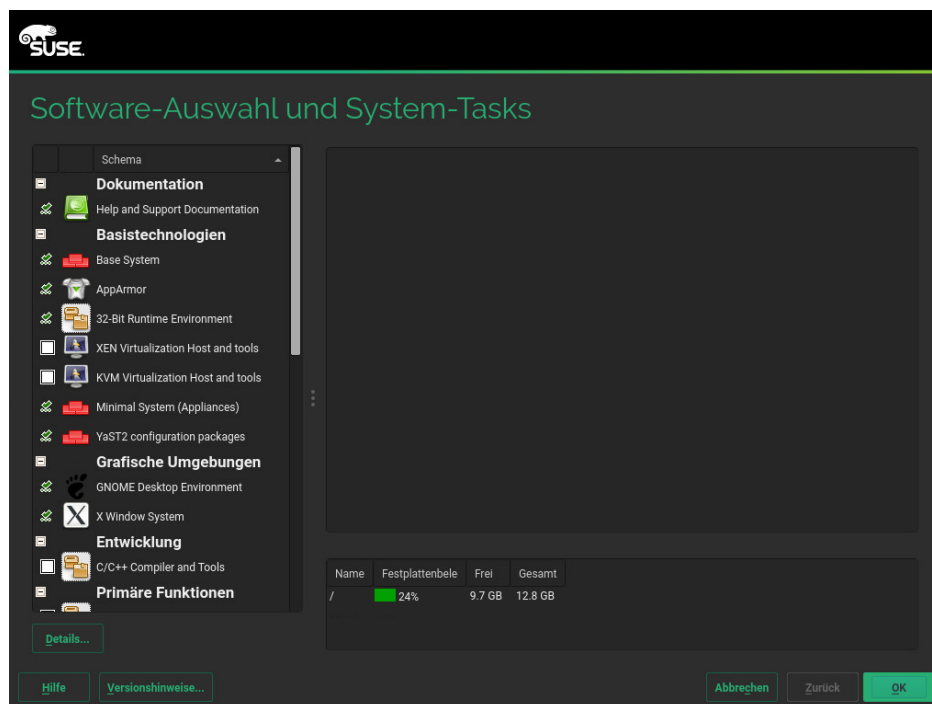 SUSE.
Software-Auswahl und System-Tasks
Schema
Dokumentation
Help and Support Documentation
Basistechnologien
Base System
AppArmor
32-Bit Runtime Environment
XEN Virtualization Host and tools
KVM Virtualization Host and tools
Minimal System (Appliances)
YaST2 configuration packages
Grafische Umgebungen
GNOME Desktop Environment
X Window System
Entwicklung
C/C++ Compiler and Tools
Primäre Funktionen
Name Festplattenbele Frei Gesamt
/ 24% 9.7 GB 12.8 GB
Details...
Hilfe Versionshinweise... Abbrechen Zurück OK